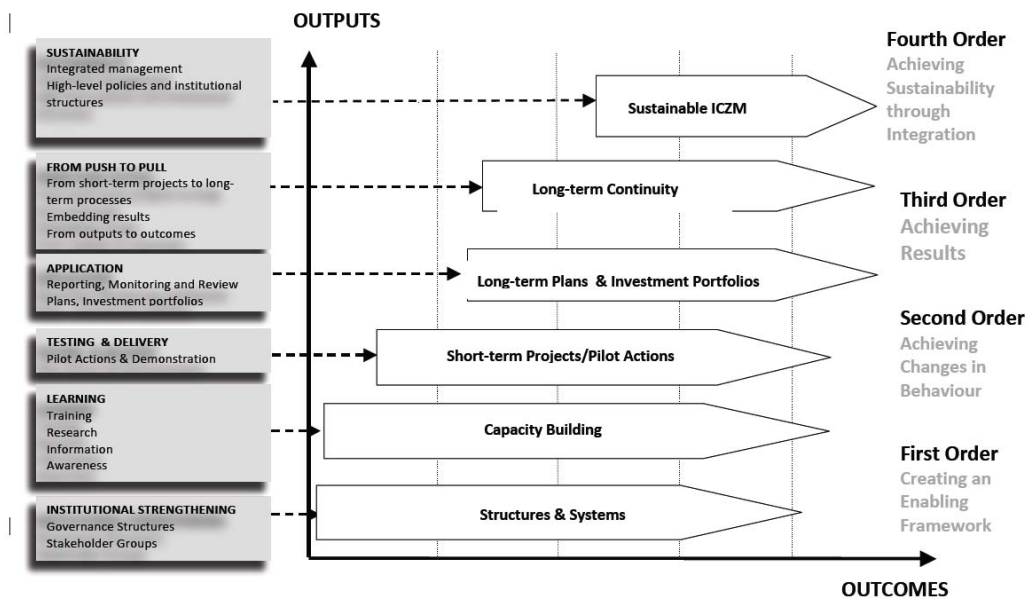 OUTPUTS
SUSTAINABILITY
Integrated management
High-level policies and institutional
structures
FROM PUSH TO PULL
From short-term projects to long-
term processes
Embedding results
From outputs to outcomes
APPLICATION
Reporting, Monitoring and Review
Plans, Investment portfolios
TESTING & DELIVERY
Pilot Actions & Demonstration
LEARNING
Training
Research
Information
Awareness
INSTITUTIONAL STRENGTHENING
Governance Structures
Stakeholder Groups
Sustainable ICZM
Long-term Continuity
Long-term Plans & Investment Portfolios
Short-term Projects/Pilot Actions
Capacity Building
Structures & Systems
Fourth Order
Achieving
Sustainability
through
Integration
Third Order
Achieving
Results
Second Order
Achieving
Changes in
Behaviour
First Order
Creating an
Enabling
Framework
OUTCOMES